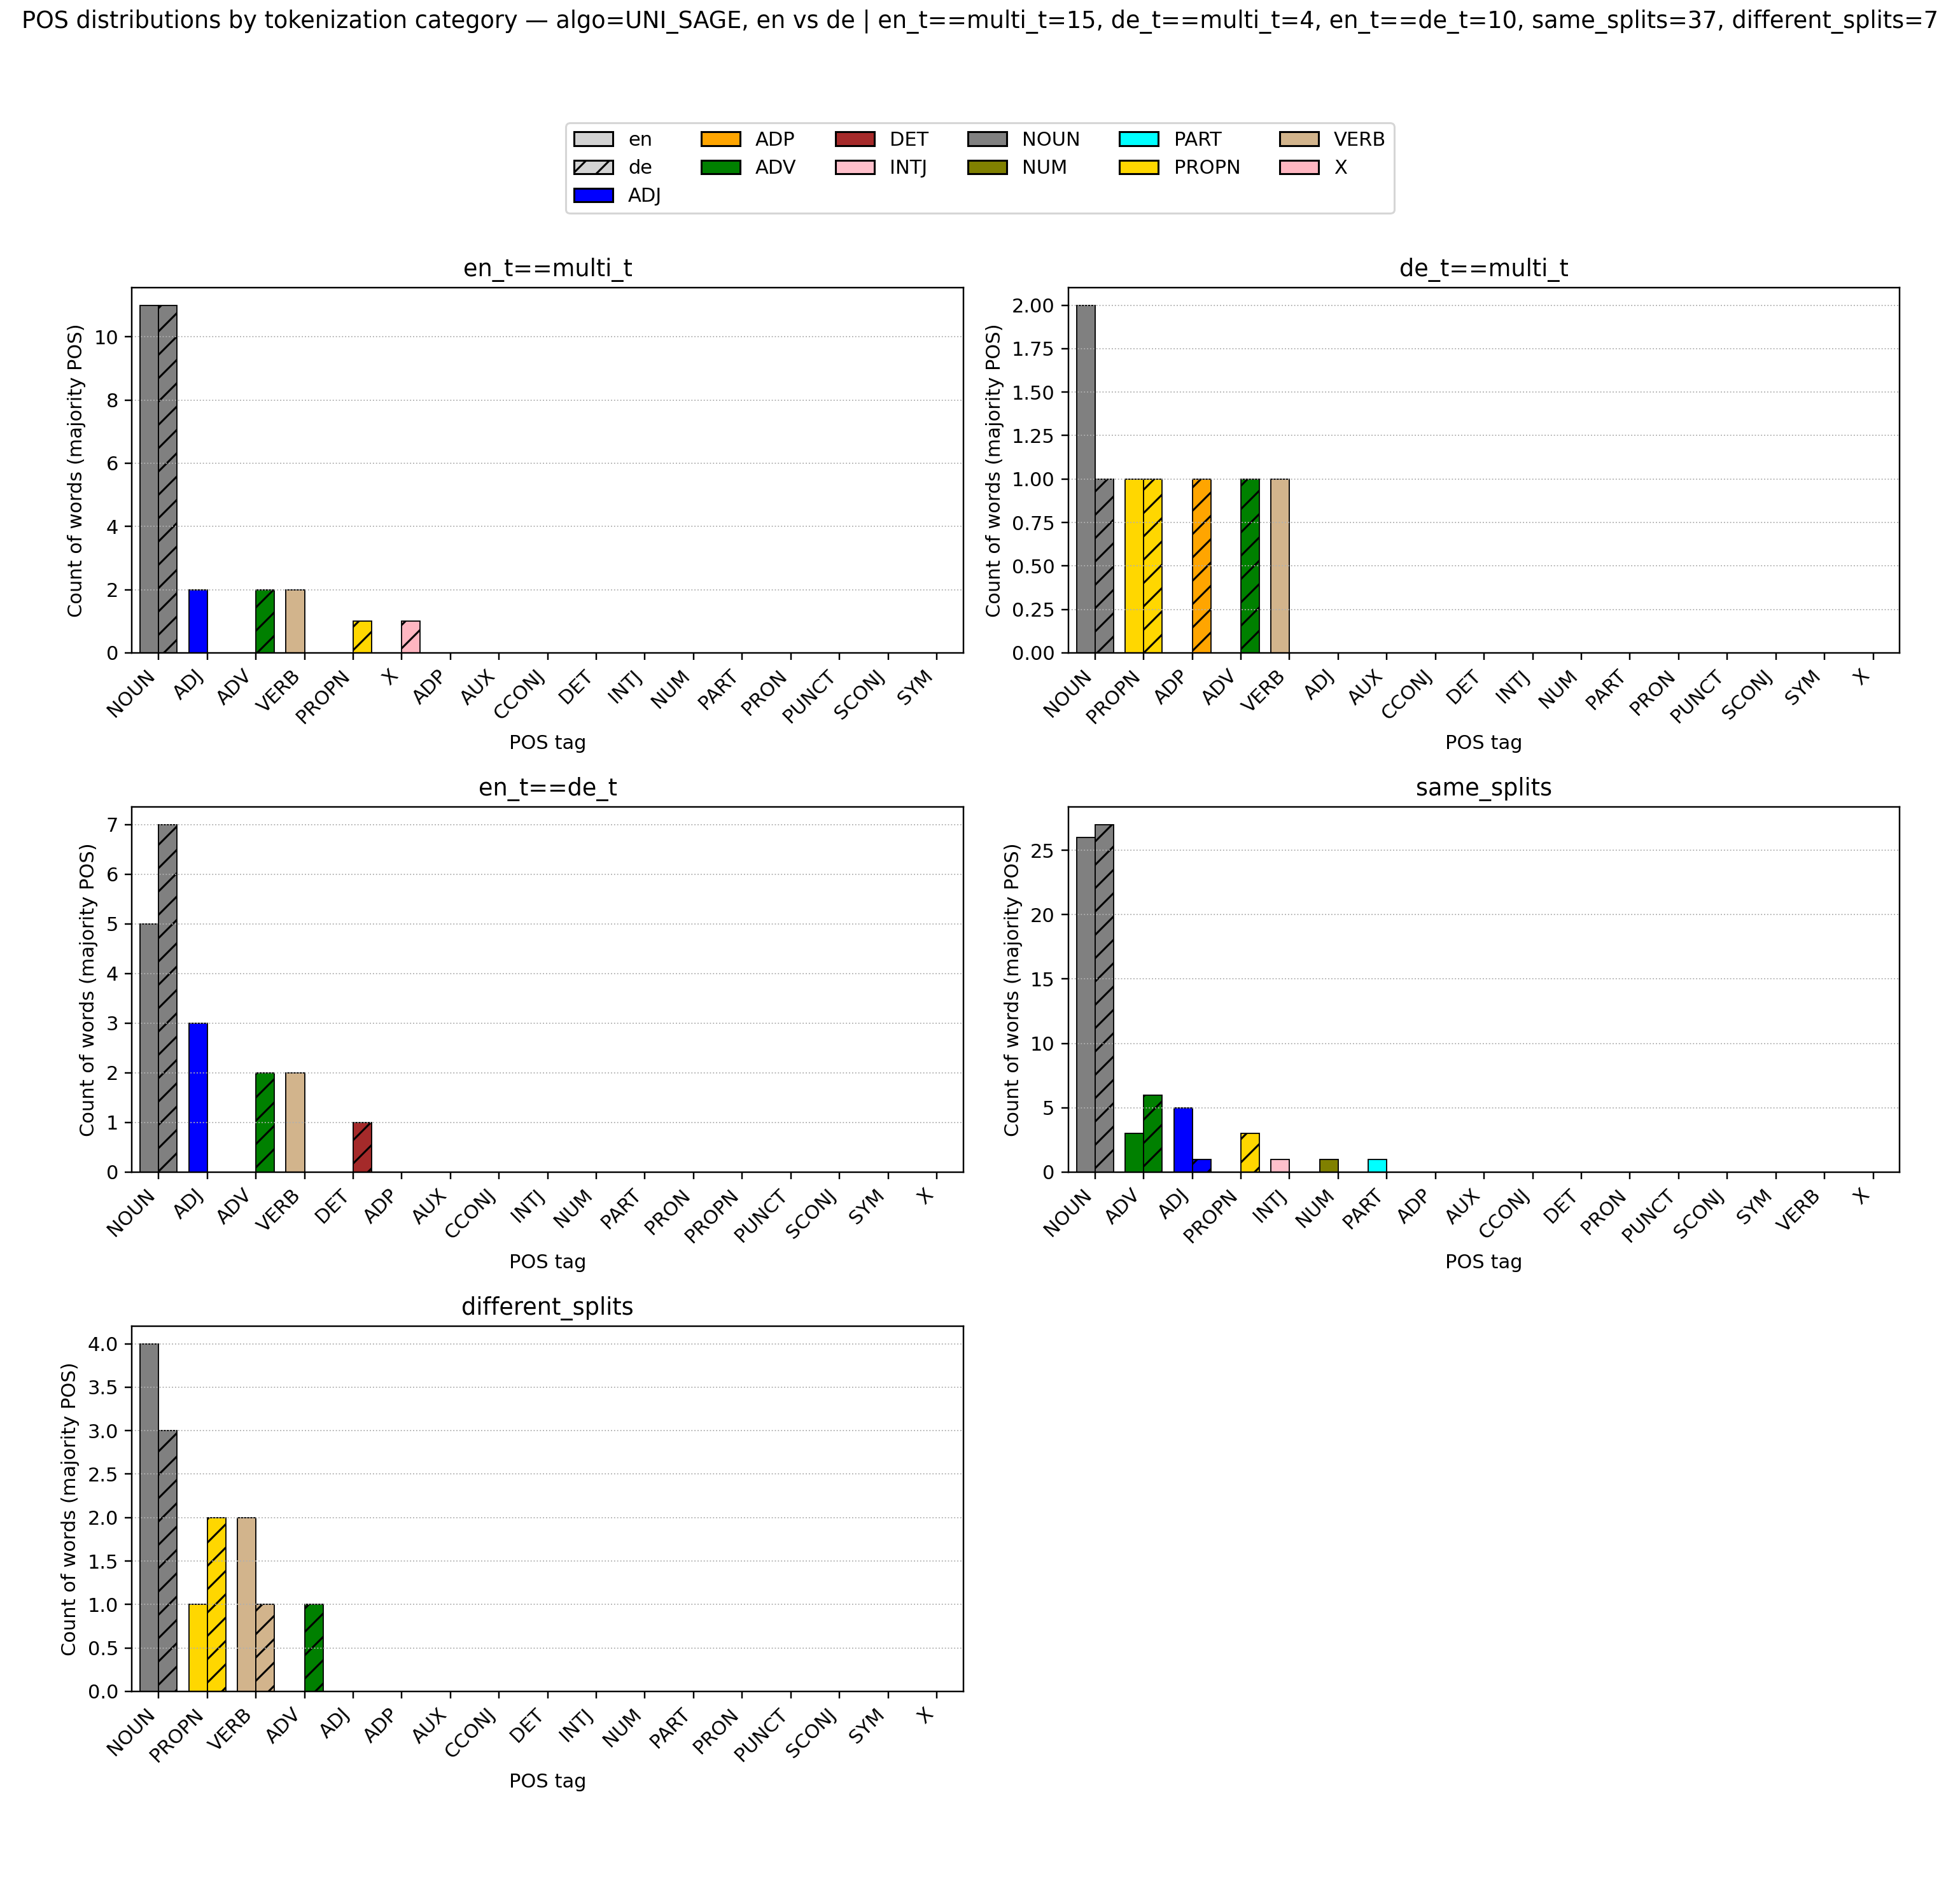 POS distributions by tokenization category — algo=UNI_SAGE, en vs de | en_t==multi_t=15, de_t==multi_t=4, en_t==de_t=10, same_splits=37, different_splits=7
en ADP DET NOUN PART VERB
de ADV INTJ NUM PROPN X
ADJ
en_t==multi_t
Count of words (majority POS)
10
8
6
4
2
0
NOUN ADJ ADV VERB PROPN X ADP AUX CCONJ DET INTJ NUM PART PRON PUNCT SCONJ SYM
POS tag
de_t==multi_t
Count of words (majority POS)
2.00
1.75
1.50
1.25
1.00
0.75
0.50
0.25
0.00
NOUN PROPN ADP ADV VERB ADJ AUX CCONJ DET INTJ NUM PART PRON PUNCT SCONJ SYM X
POS tag
en_t==de_t
Count of words (majority POS)
7
6
5
4
3
2
1
0
NOUN ADJ ADV VERB DET ADP AUX CCONJ INTJ NUM PART PRON PROPN PUNCT SCONJ SYM X
POS tag
same_splits
Count of words (majority POS)
25
20
15
10
5
0
NOUN ADV ADJ PROPN INTJ NUM PART ADP AUX CCONJ DET PRON PUNCT SCONJ SYM VERB X
POS tag
different_splits
Count of words (majority POS)
4.0
3.5
3.0
2.5
2.0
1.5
1.0
0.5
0.0
NOUN PROPN VERB ADV ADJ ADP AUX CCONJ DET INTJ NUM PART PRON PUNCT SCONJ SYM X
POS tag